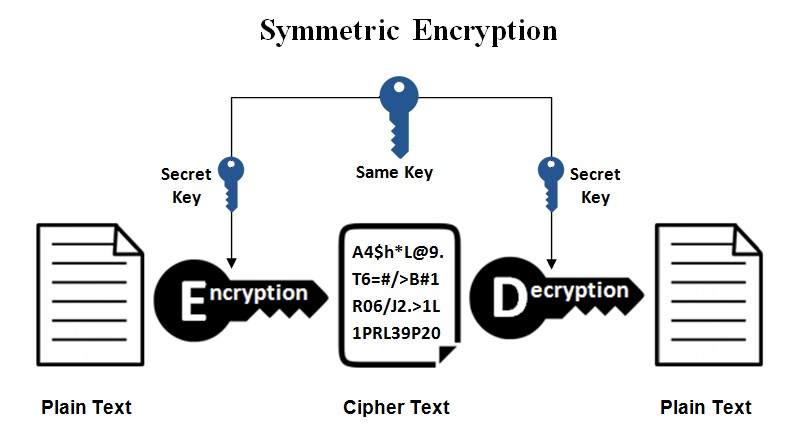 Symmetric Encryption
Same Key
Secret
Key
Secret
Key
Encryption
A4$h*L@9.
T6=#/>B#1
R06/J2.>1L
1PRL39P20
Decryption
Plain Text
Cipher Text
Plain Text